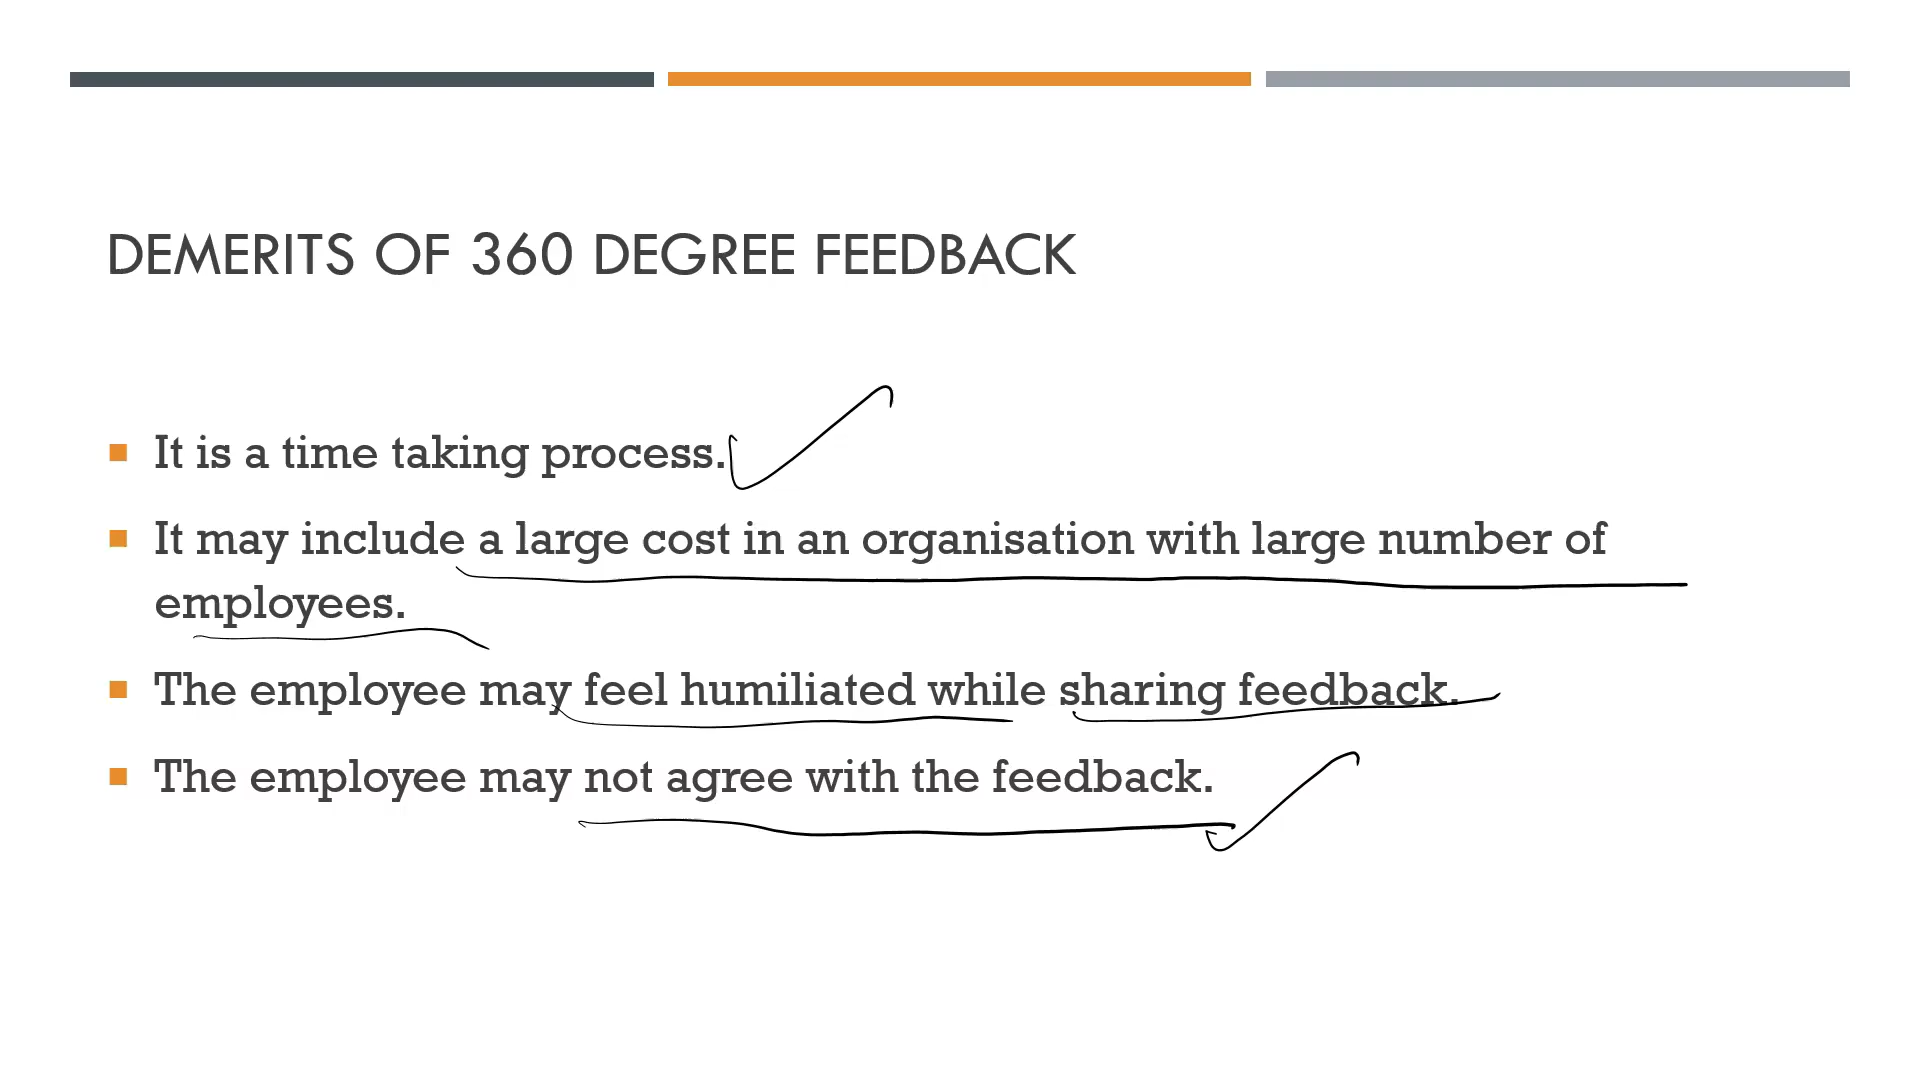 DEMERITS OF 360 DEGREE FEEDBACK
It is a time taking process.
It may include a large cost in an organisation with large number of
employees.
The employee may feel humiliated while sharing feedback.
The employee may not agree with the feedback.